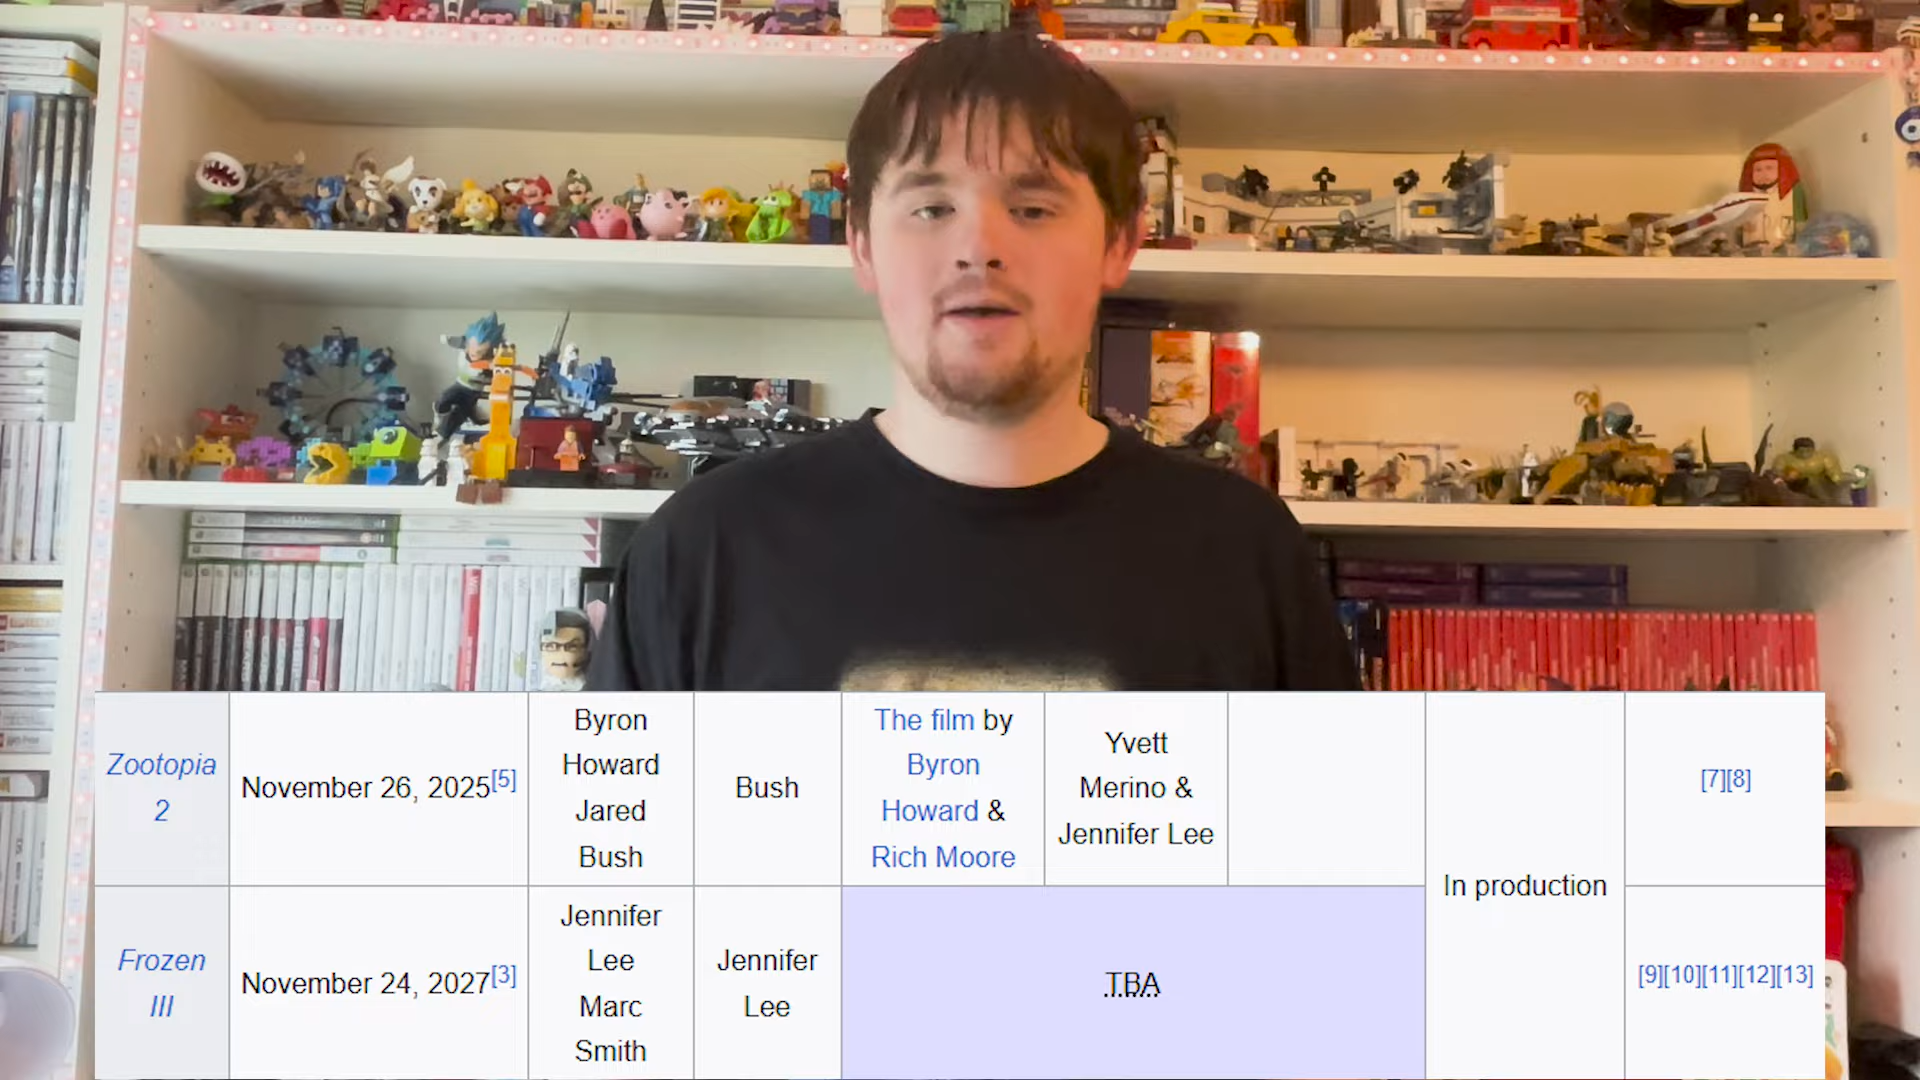 Zootopia
2
November 26, 2025[5]
Byron
Howard
Jared
Bush
Bush
The film by
Byron
Howard &
Rich Moore
Yvett
Merino &
Jennifer Lee
In production
[7][8]
Frozen
III
November 24, 2027[3]
Jennifer
Lee
Marc
Smith
Jennifer
Lee
TBA
[9][10][11][12][13]